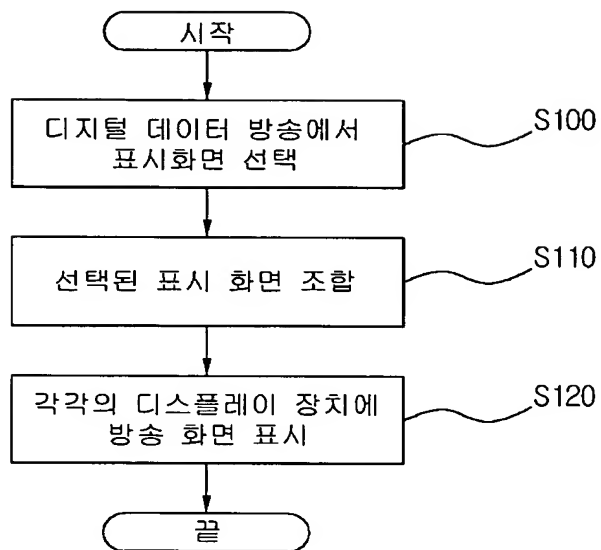 시작
디지털 데이터 방송에서
표시화면 선택
S100
선택된 표시 화면 조합
S110
각각의 디스플레이 장치에
방송 화면 표시
S120
끝